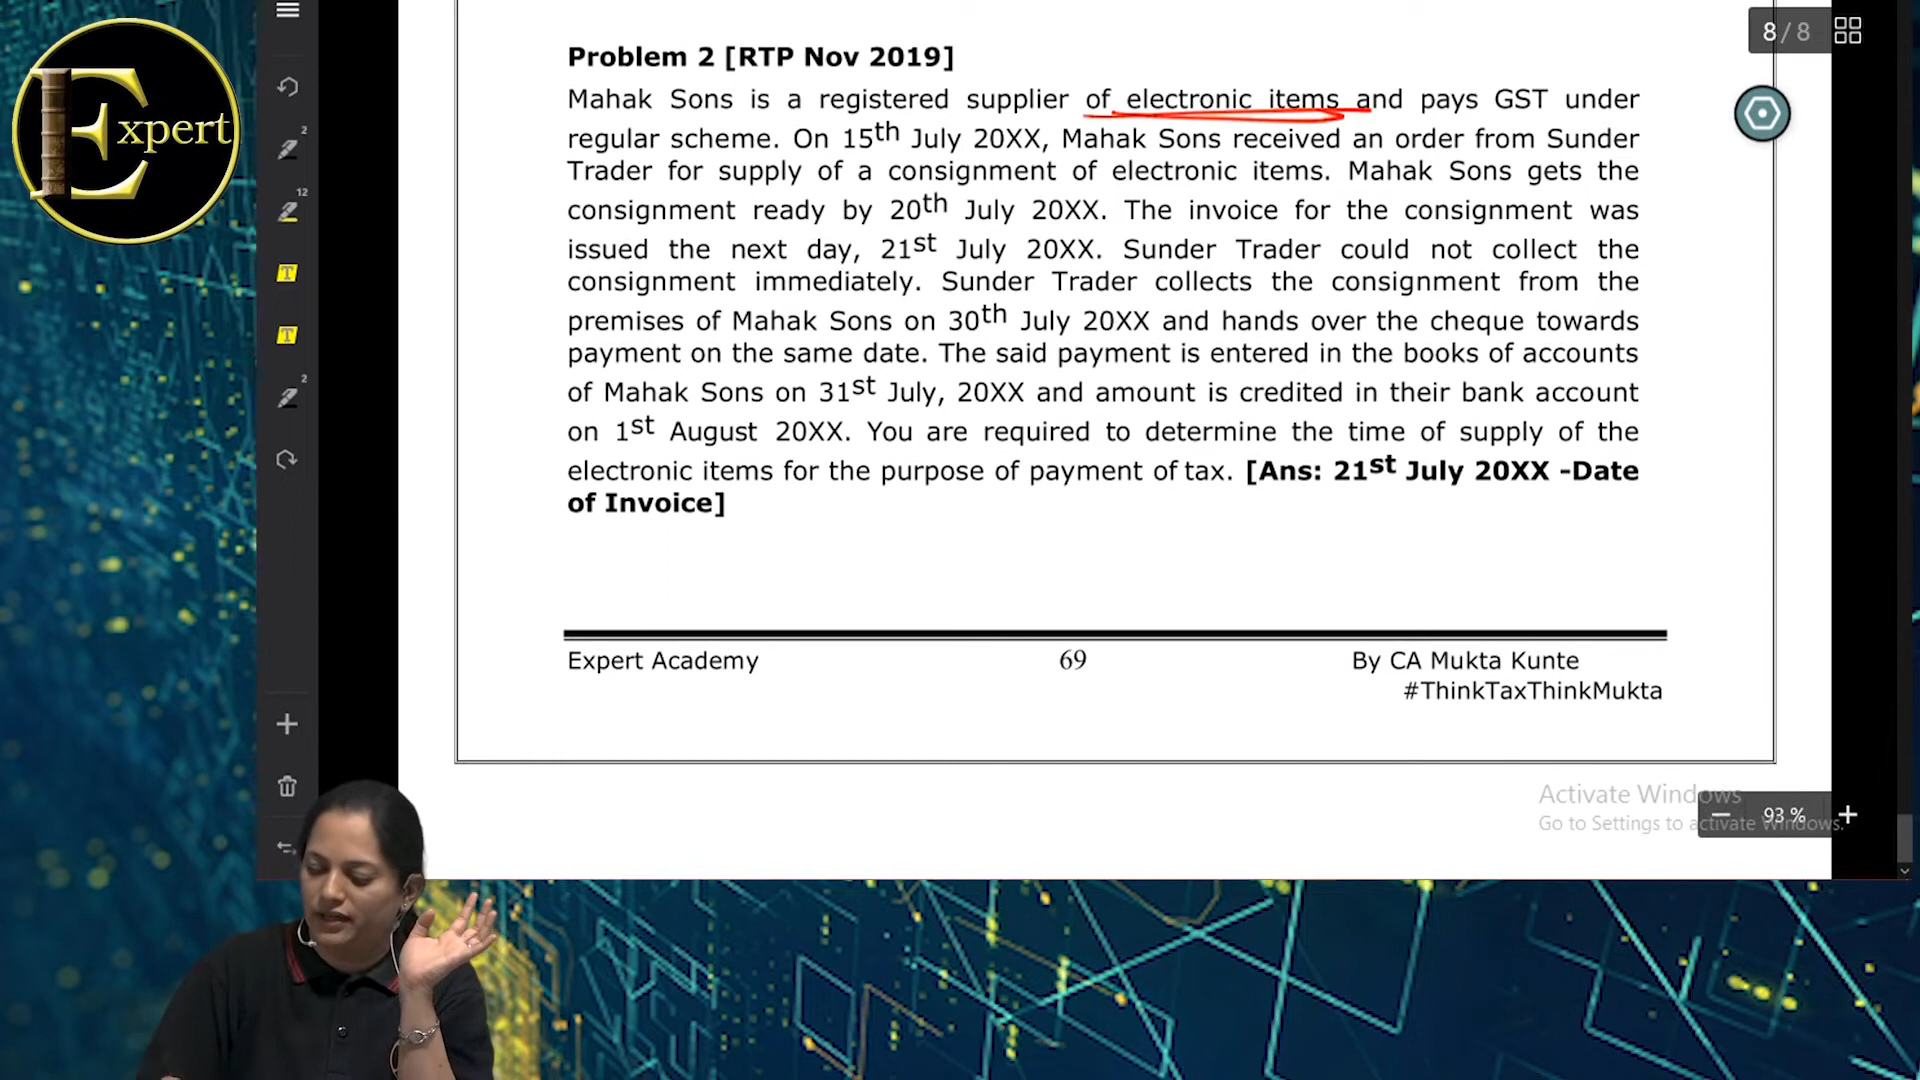 Expert
8 / 8
Problem 2 [RTP Nov 2019]
Mahak Sons is a registered supplier of electronic items and pays GST under
regular scheme. On 15th July 20XX, Mahak Sons received an order from Sunder
Trader for supply of a consignment of electronic items. Mahak Sons gets the
consignment ready by 20th July 20XX. The invoice for the consignment was
issued the next day, 21st July 20XX. Sunder Trader could not collect the
consignment immediately. Sunder Trader collects the consignment from the
premises of Mahak Sons on 30th July 20XX and hands over the cheque towards
payment on the same date. The said payment is entered in the books of accounts
of Mahak Sons on 31st July, 20XX and amount is credited in their bank account
on 1st August 20XX. You are required to determine the time of supply of the
electronic items for the purpose of payment of tax. [Ans: 21st July 20XX -Date
of Invoice]
Expert Academy 69 By CA Mukta Kunte
#ThinkTaxThinkMukta
2
12
T
T
2
Activate Windows
Go to Settings to activate Windows.
93 %